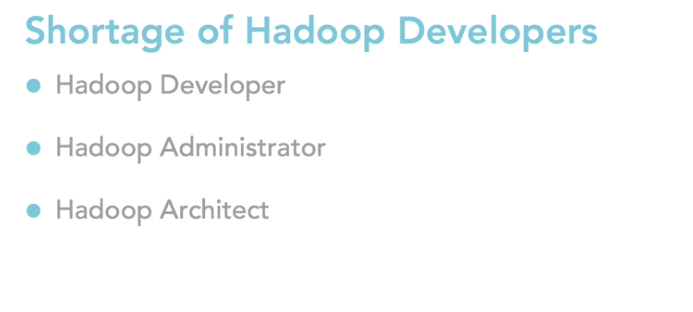 Shortage of Hadoop Developers
Hadoop Developer
Hadoop Administrator
Hadoop Architect